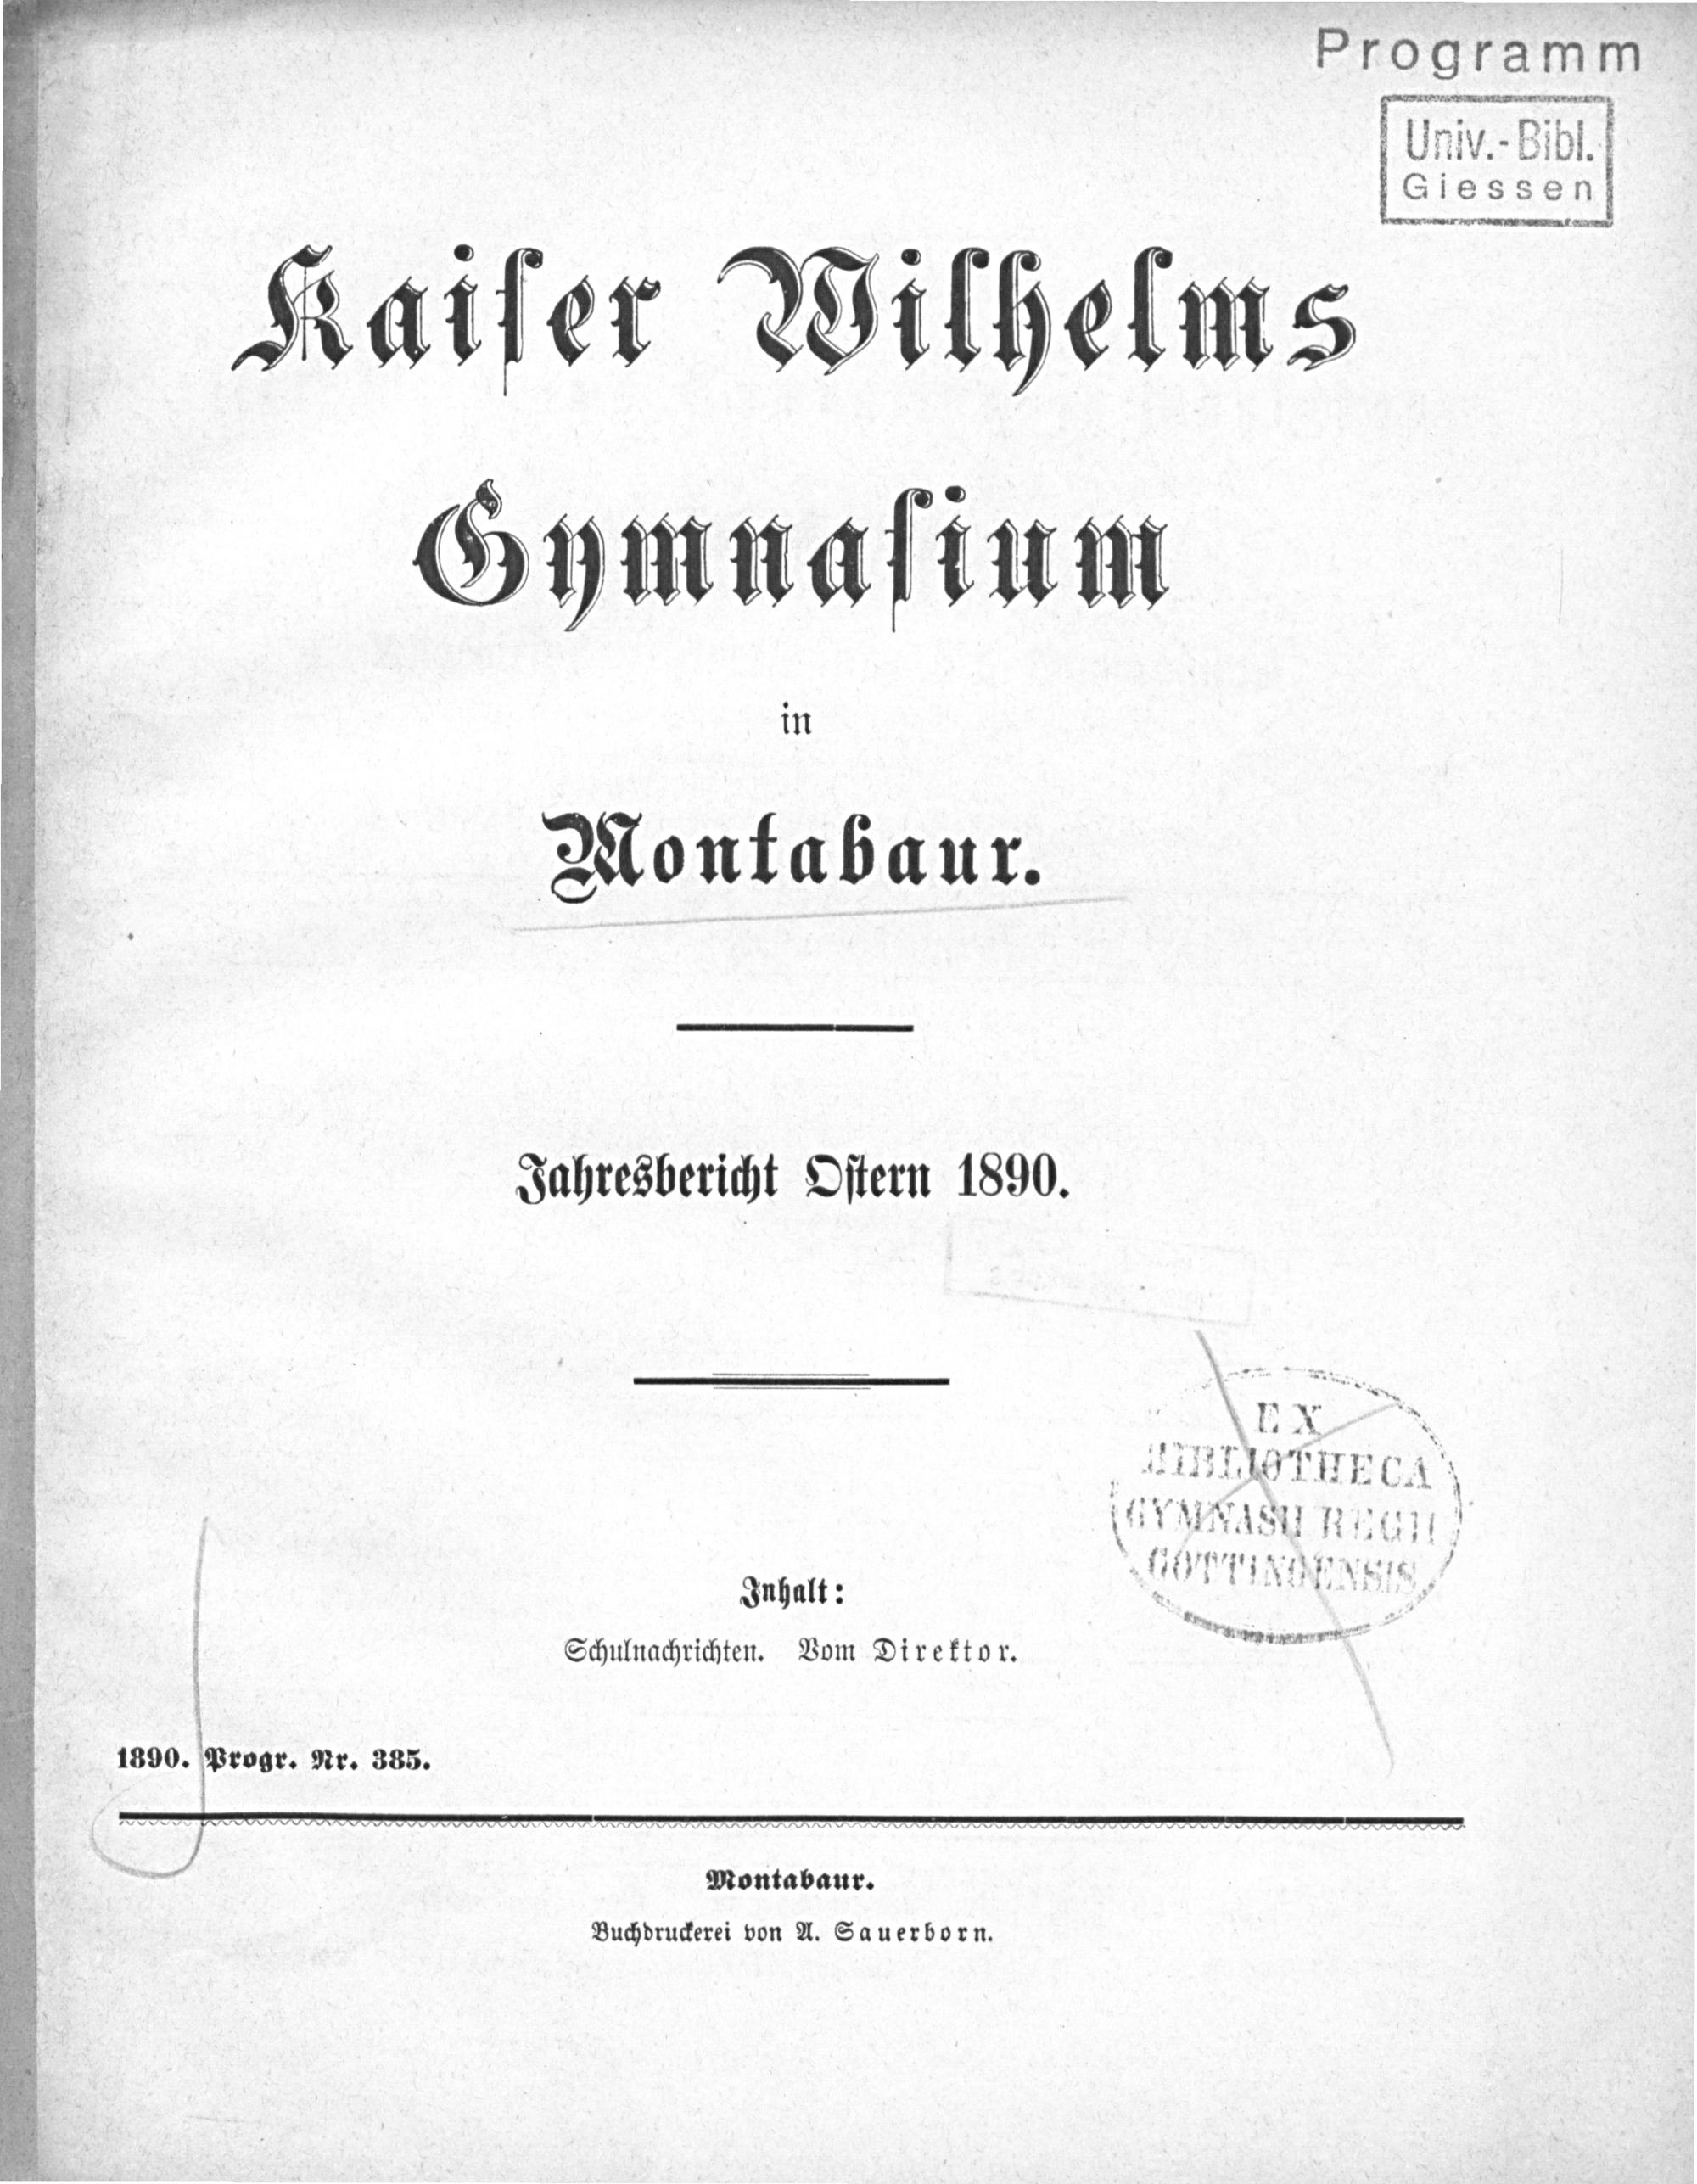 Programm
Univ.-Bibl.
Giessen
Kaiſer Wilhelms
Gymnaſium
in
Montabaur.
Jahresbericht Oſtern 1890.
EX
BIBLIOTHECA
GYMNASII REGII
GOTTINGENSIS
Inhalt:
Schulnachrichten. Vom Direktor.
1890. Progr. Nr. 385.
Montabaur.
Buchdruckerei von A. Sauerborn.